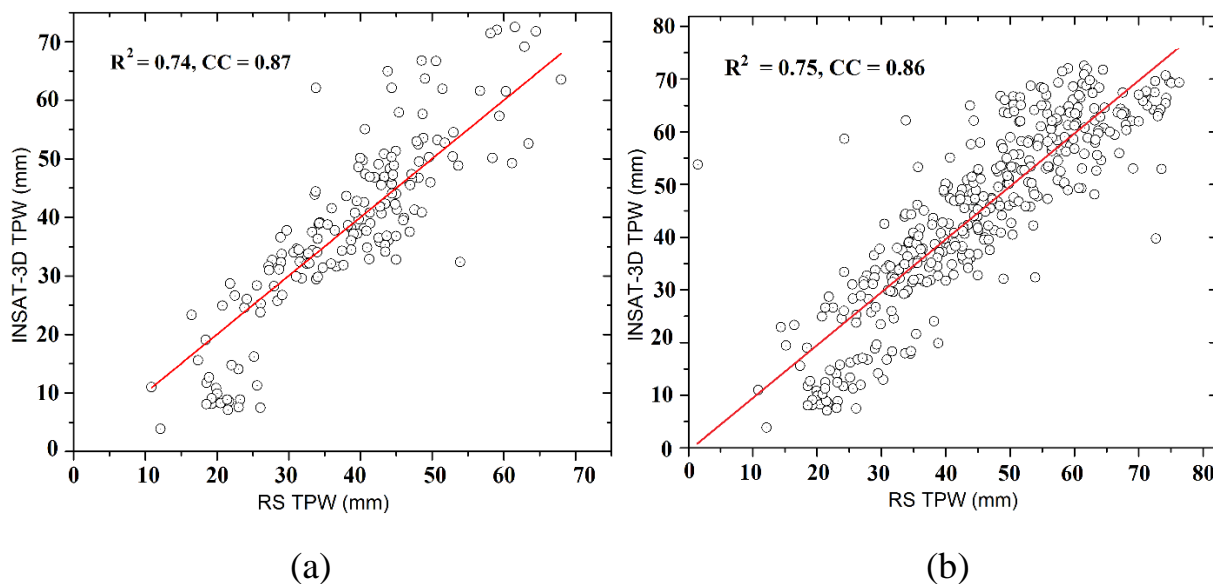 R² = 0.74, CC = 0.87
INSAT-3D TPW (mm)
70
60
50
40
30
20
10
0
0 10 20 30 40 50 60 70
RS TPW (mm)
(a)
R² = 0.75, CC = 0.86
INSAT-3D TPW (mm)
80
70
60
50
40
30
20
10
0
0 10 20 30 40 50 60 70 80
RS TPW (mm)
(b)